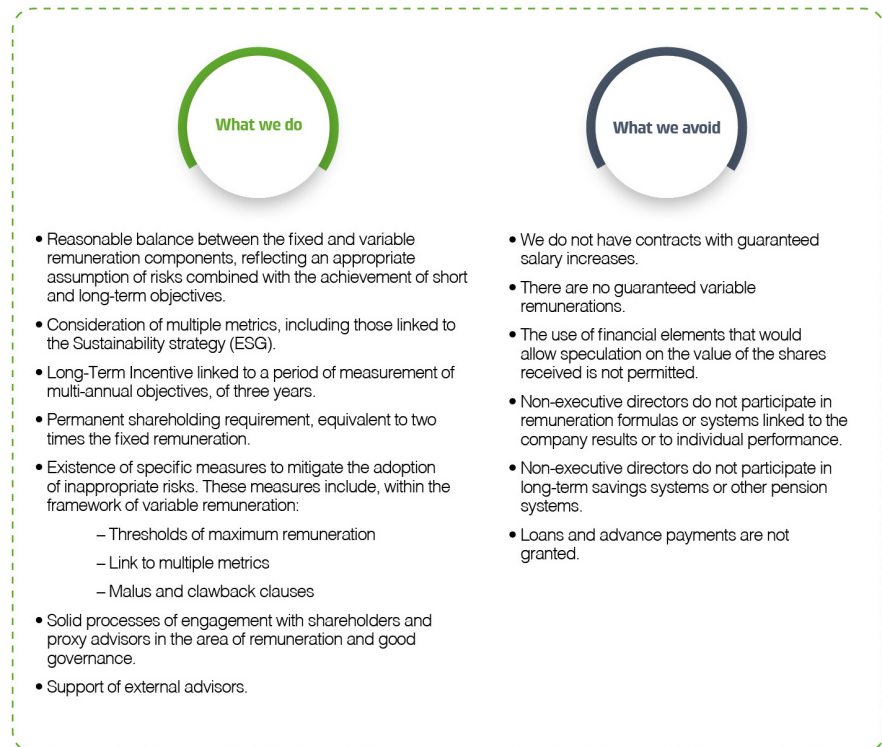 What we do
• Reasonable balance between the fixed and variable
remuneration components, reflecting an appropriate
assumption of risks combined with the achievement of short
and long-term objectives.
• Consideration of multiple metrics, including those linked to
the Sustainability strategy (ESG).
• Long-Term Incentive linked to a period of measurement of
multi-annual objectives, of three years.
• Permanent shareholding requirement, equivalent to two
times the fixed remuneration.
• Existence of specific measures to mitigate the adoption
of inappropriate risks. These measures include, within the
framework of variable remuneration:
– Thresholds of maximum remuneration
– Link to multiple metrics
– Malus and clawback clauses
• Solid processes of engagement with shareholders and
proxy advisors in the area of remuneration and good
governance.
• Support of external advisors.
What we avoid
• We do not have contracts with guaranteed
salary increases.
• There are no guaranteed variable
remunerations.
• The use of financial elements that would
allow speculation on the value of the shares
received is not permitted.
• Non-executive directors do not participate in
remuneration formulas or systems linked to the
company results or to individual performance.
• Non-executive directors do not participate in
long-term savings systems or other pension
systems.
• Loans and advance payments are not
granted.